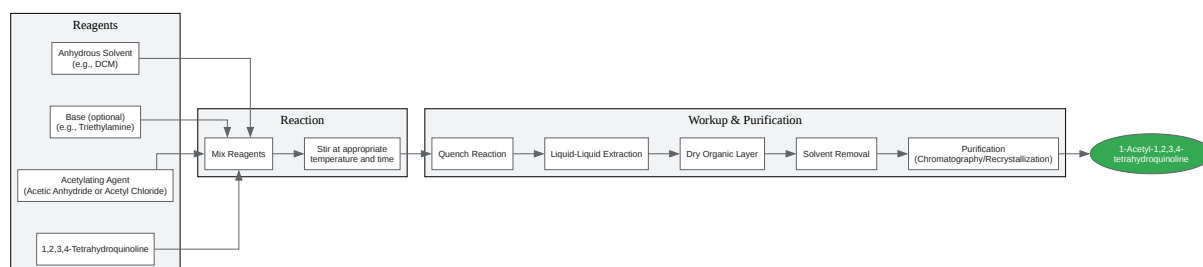 Reagents
Anhydrous Solvent
(e.g., DCM)
Base (optional)
(e.g., Triethylamine)
Acetylating Agent
(Acetic Anhydride or Acetyl Chloride)
1,2,3,4-Tetrahydroquinoline
Reaction
Mix Reagents
Stir at appropriate
temperature and time
Workup & Purification
Quench Reaction
Liquid-Liquid Extraction
Dry Organic Layer
Solvent Removal
Purification
(Chromatography/Recrystallization)
1-Acetyl-1,2,3,4-
tetrahydroquinoline